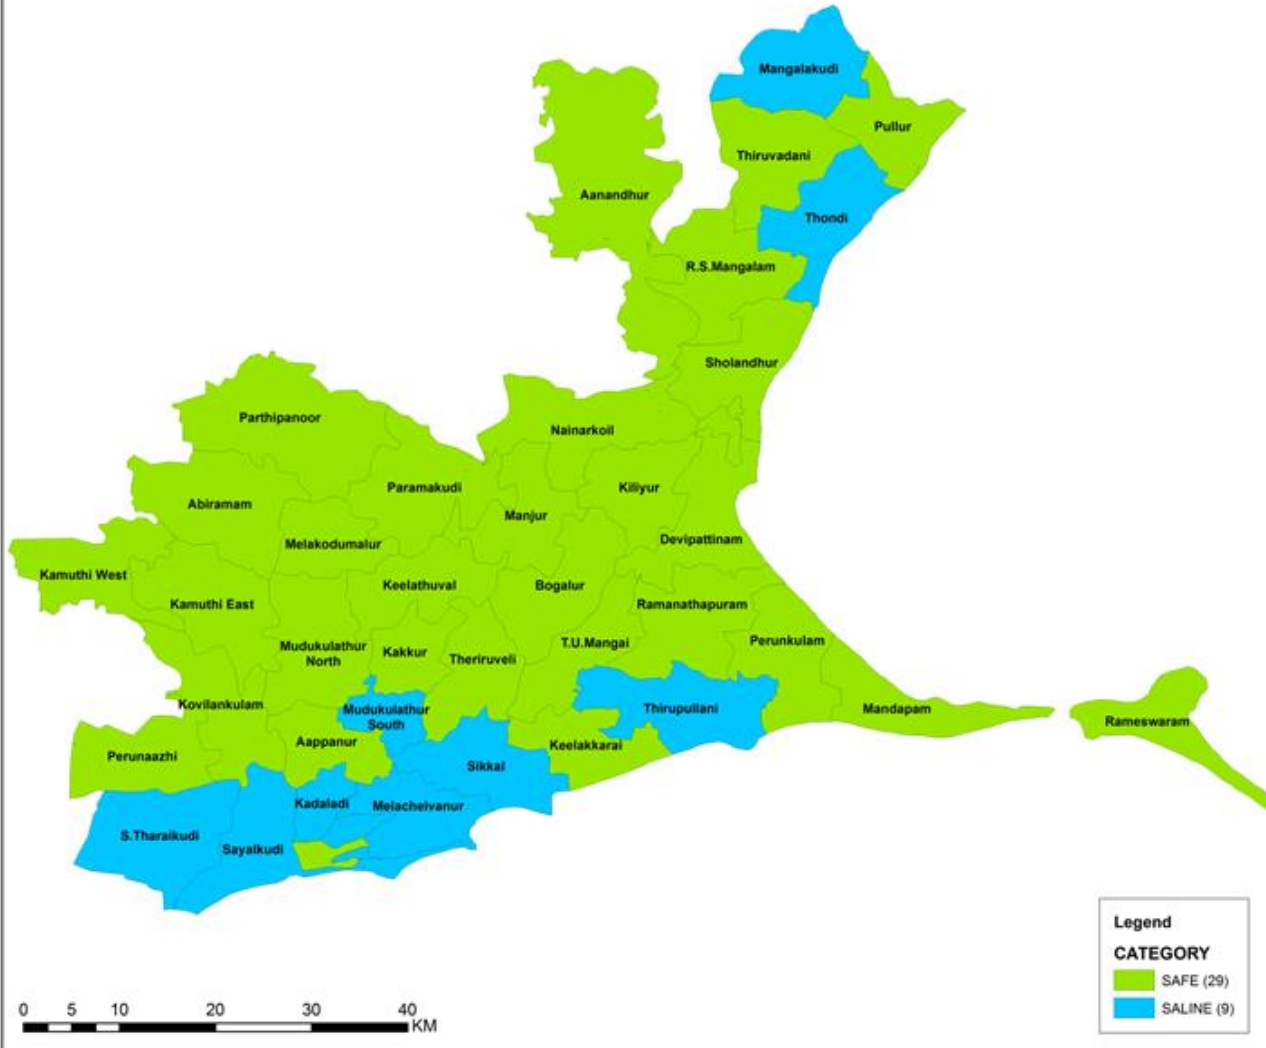 Mangalakudi
Pullur
Thiruvadani
Aanandhur
Thondi
R.S.Mangalam
Sholandhur
Parthipanoor
Nainarkoil
Paramakudi
Kiliyur
Abiramam
Manjur
Melakodumalur
Devipattinam
Kamuthi West
Keelathuval
Bogalur
Kamuthi East
Ramanathapuram
Mudukulathur
North
Kakkur
Theriruveli
T.U.Mangai
Perunkulam
Kovilankulam
Mudukulathur
South
Thirupullani
Mandapam
Rameswaram
Aappanur
Keelakkarai
Perunaazhi
Sikkal
Kadaladi
Melachelvanur
S.Tharaikudi
Sayalkudi
Legend
CATEGORY
SAFE (29)
SALINE (9)
0 5 10 20 30 40
KM